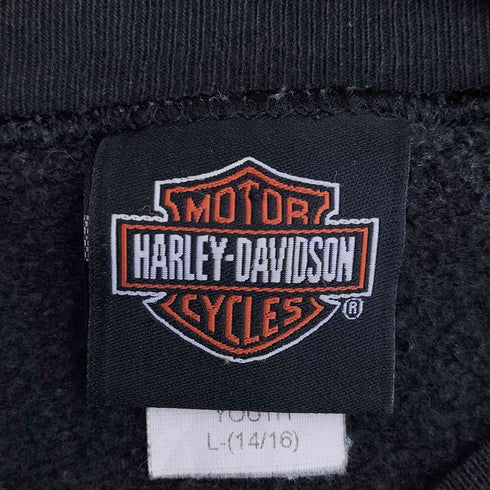 MOTOR
HARLEY-DAVIDSON
CYCLES
®
YOUTH
L-(14/16)